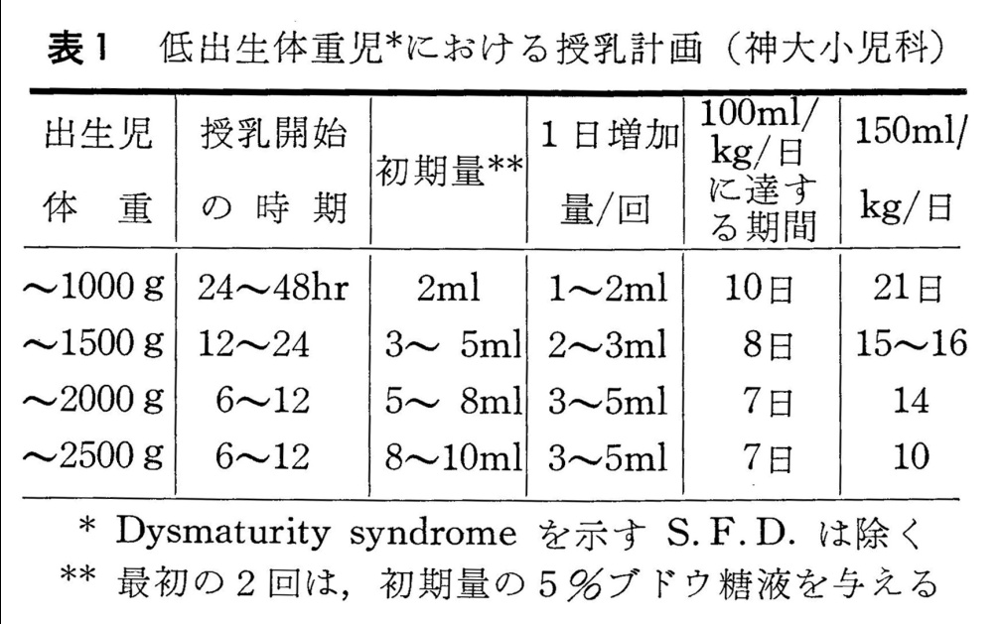 表1 低出生体重児*における授乳計画(神大小児科)
出生児体重 授乳開始の時期 初期量** 1日増加量/回 100ml/kg/日に達する期間 150ml/kg/日
～1000g 24～48hr 2ml 1～2ml 10日 21日
～1500g 12～24 3～ 5ml 2～3ml 8日 15～16
～2000g 6～12 5～ 8ml 3～5ml 7日 14
～2500g 6～12 8～10ml 3～5ml 7日 10
* Dysmaturity syndrome を示す S.F.D. は除く
** 最初の2回は，初期量の5％ブドウ糖液を与える